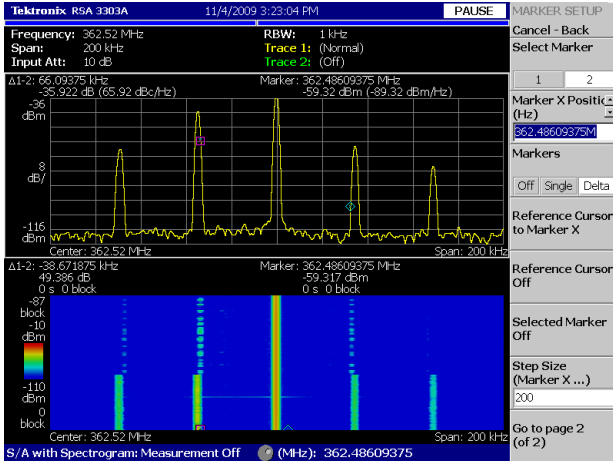 Tektronix RSA 3303A 11/4/2009 3:23:04 PM PAUSE MARKER SETUP
Frequency: 362.52 MHz RBW: 1 kHz Cancel - Back
Span: 200 kHz Trace 1: (Normal) Select Marker
Input Att: 10 dB Trace 2: (Off)
1 2
Δ1-2: 66.09375 kHz Marker: 362.48609375 MHz
-35.922 dB (65.92 dBc/Hz) -59.32 dBm (-89.32 dBm/Hz)
Marker X Positic
(Hz)
362.48609375M
-36
dBm
8
dB/
-116
dBm
Center: 362.52 MHz Span: 200 kHz
Markers
Off Single Delta
Reference Cursor
to Marker X
Δ1-2: -38.671875 kHz Marker: 362.48609375 MHz
49.386 dB -59.317 dBm
0 s 0 block 0 s 0 block
Reference Cursor
Off
-87
block
-10
dBm
-110
dBm
0
block
Selected Marker
Off
Step Size
(Marker X ...)
200
Go to page 2
(of 2)
Center: 362.52 MHz Span: 200 kHz
S/A with Spectrogram: Measurement Off (MHz): 362.48609375